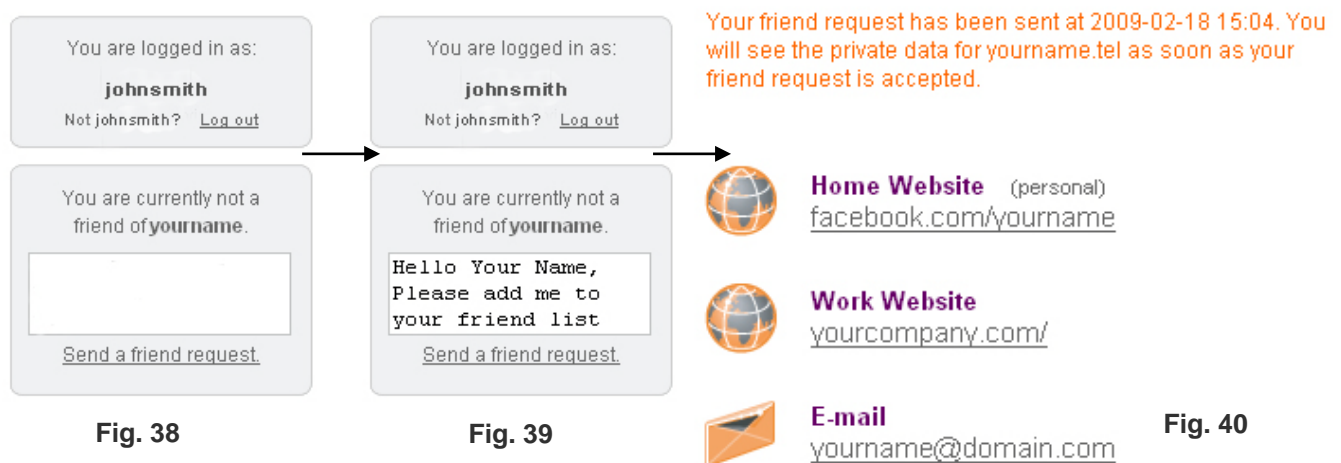 You are logged in as:
johnsmith
Not johnsmith? Log out
You are currently not a
friend of yourname.
Send a friend request.
Fig. 38
You are logged in as:
johnsmith
Not johnsmith? Log out
You are currently not a
friend of yourname.
Hello Your Name,
Please add me to
your friend list
Send a friend request.
Fig. 39
Your friend request has been sent at 2009-02-18 15:04. You
will see the private data for yourname.tel as soon as your
friend request is accepted.
Home Website (personal)
facebook.com/yourname
Work Website
yourcompany.com/
E-mail
yourname@domain.com
Fig. 40